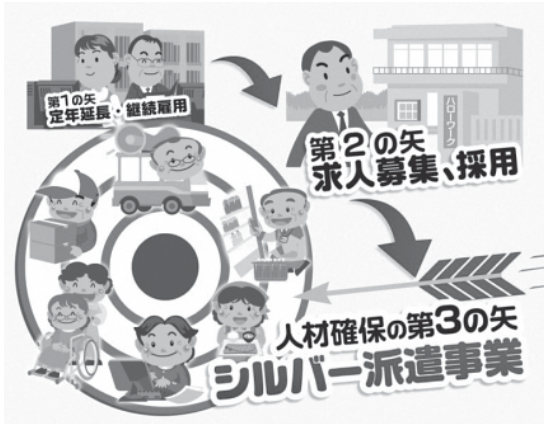 第1の矢
定年延長・継続雇用
ハローワーク
第2の矢
求人募集、採用
人材確保の第3の矢
シルバー派遣事業